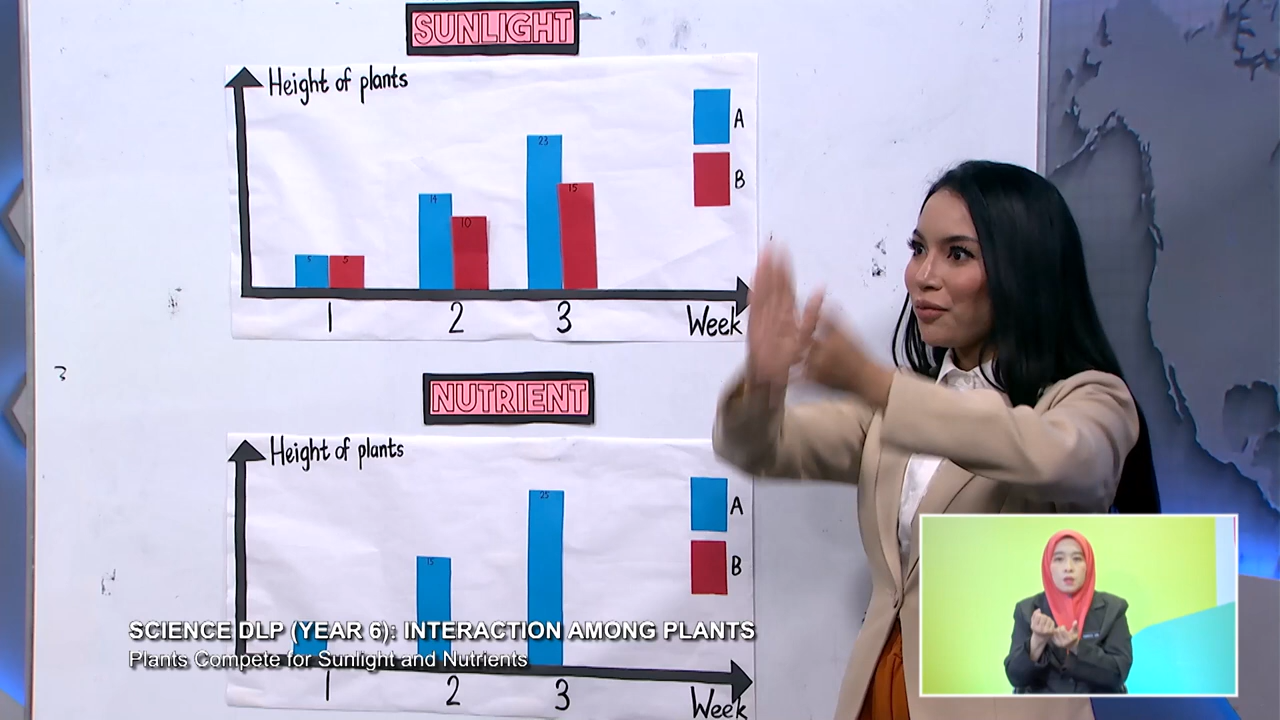 SUNLIGHT
Height of plants
A
B
23
15
14
10
5
5
1 2 3 Week
3
NUTRIENT
Height of plants
A
B
25
15
SCIENCE DLP (YEAR 6): INTERACTION AMONG PLANTS
Plants Compete for Sunlight and Nutrients
1 2 3 Week